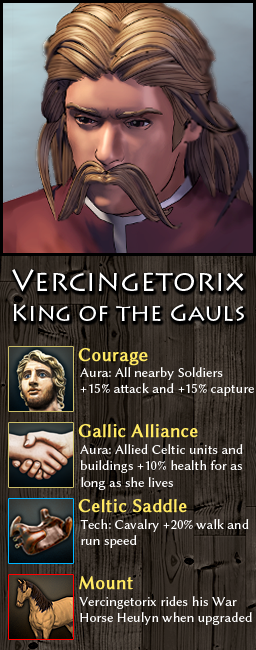 Vercingetorix
King of the Gauls
Courage
Aura: All nearby Soldiers
+15% attack and +15% capture
Gallic Alliance
Aura: Allied Celtic units and
buildings +10% health for as
long as she lives
Celtic Saddle
Tech: Cavalry +20% walk and
run speed
Mount
Vercingetorix rides his War
Horse Heulyn when upgraded